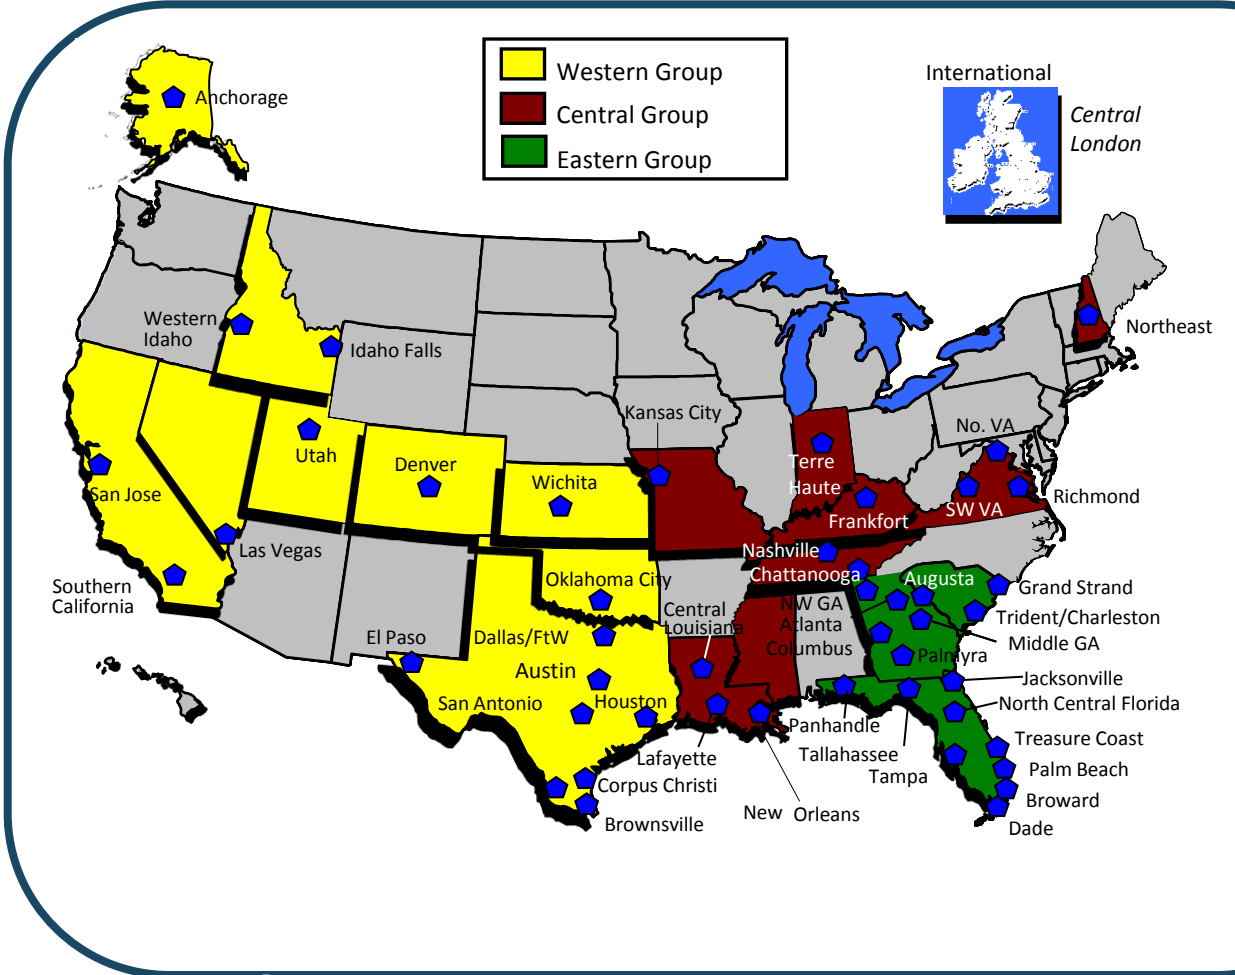 Western Group
Central Group
Eastern Group
International
Central
London
Anchorage
Western
Idaho
Idaho Falls
Northeast
Kansas City
No. VA
Utah
Denver
Wichita
Terre
Haute
San Jose
Richmond
SW VA
Frankfort
Las Vegas
Nashville
Chattanooga
Southern
California
Oklahoma City
Augusta
Grand Strand
Central
Louisiana
NW GA
Atlanta
Columbus
Trident/Charleston
El Paso
Dallas/FtW
Middle GA
Palmyra
Austin
Jacksonville
San Antonio
Houston
North Central Florida
Panhandle
Treasure Coast
Lafayette
Tallahassee
Tampa
Palm Beach
Corpus Christi
Broward
New Orleans
Brownsville
Dade